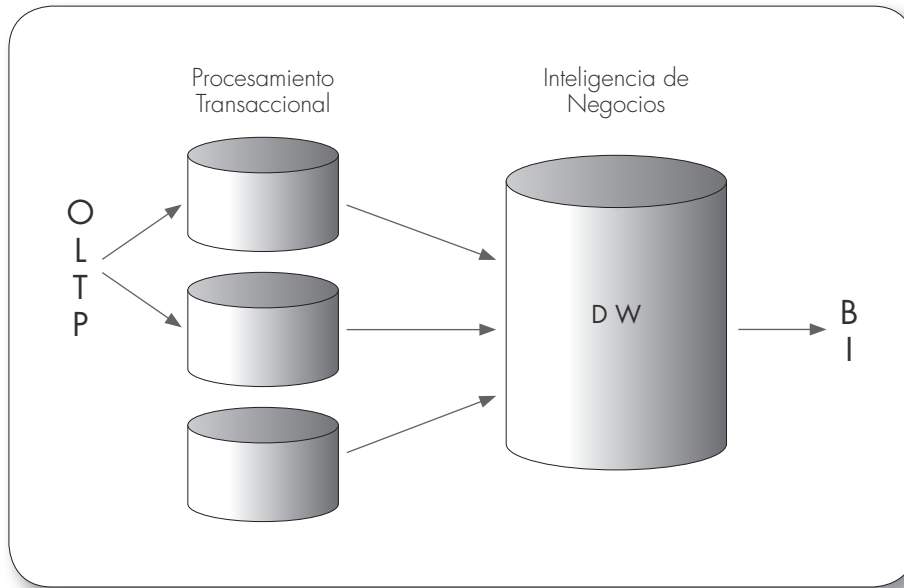 Procesamiento
Transaccional
Inteligencia de
Negocios
O
L
T
P
D W
B
I